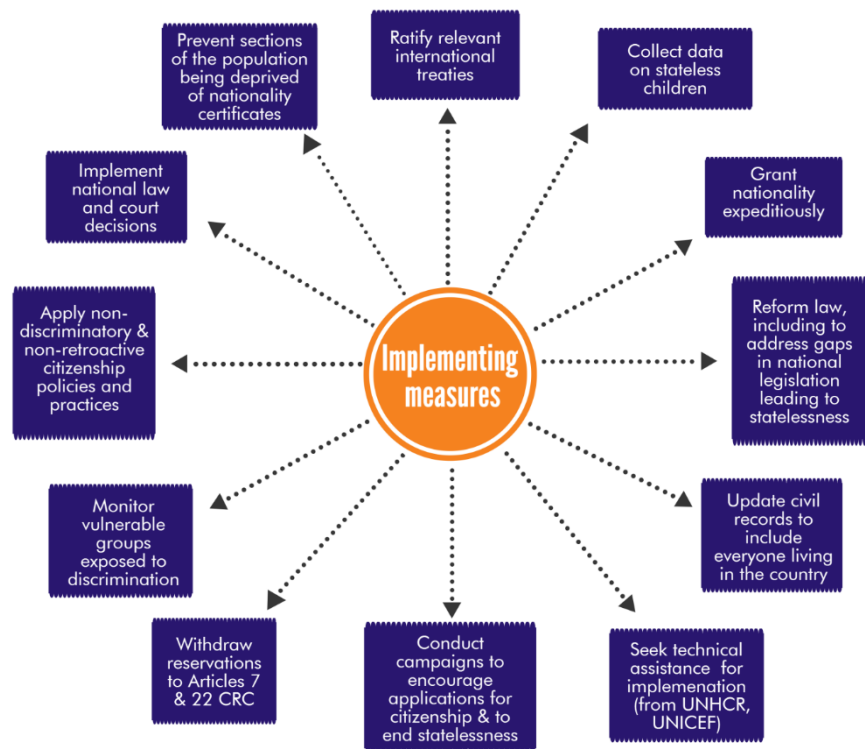 Prevent sections
of the population
being deprived
of nationality
certificates
Ratify relevant
international
treaties
Collect data
on stateless
children
Implement
national law
and court
decisions
Grant
nationality
expeditiously
Apply non-
discriminatory &
non-retroactive
citizenship
policies and
practices
Implementing
measures
Reform law,
including to
address gaps
in national
legislation
leading to
statelessness
Monitor
vulnerable
groups
exposed to
discrimination
Update civil
records to
include
everyone living
in the country
Withdraw
reservations
to Articles 7
& 22 CRC
Conduct
campaigns to
encourage
applications for
citizenship & to
end statelessness
Seek technical
assistance for
implemenation
(from UNHCR,
UNICEF)